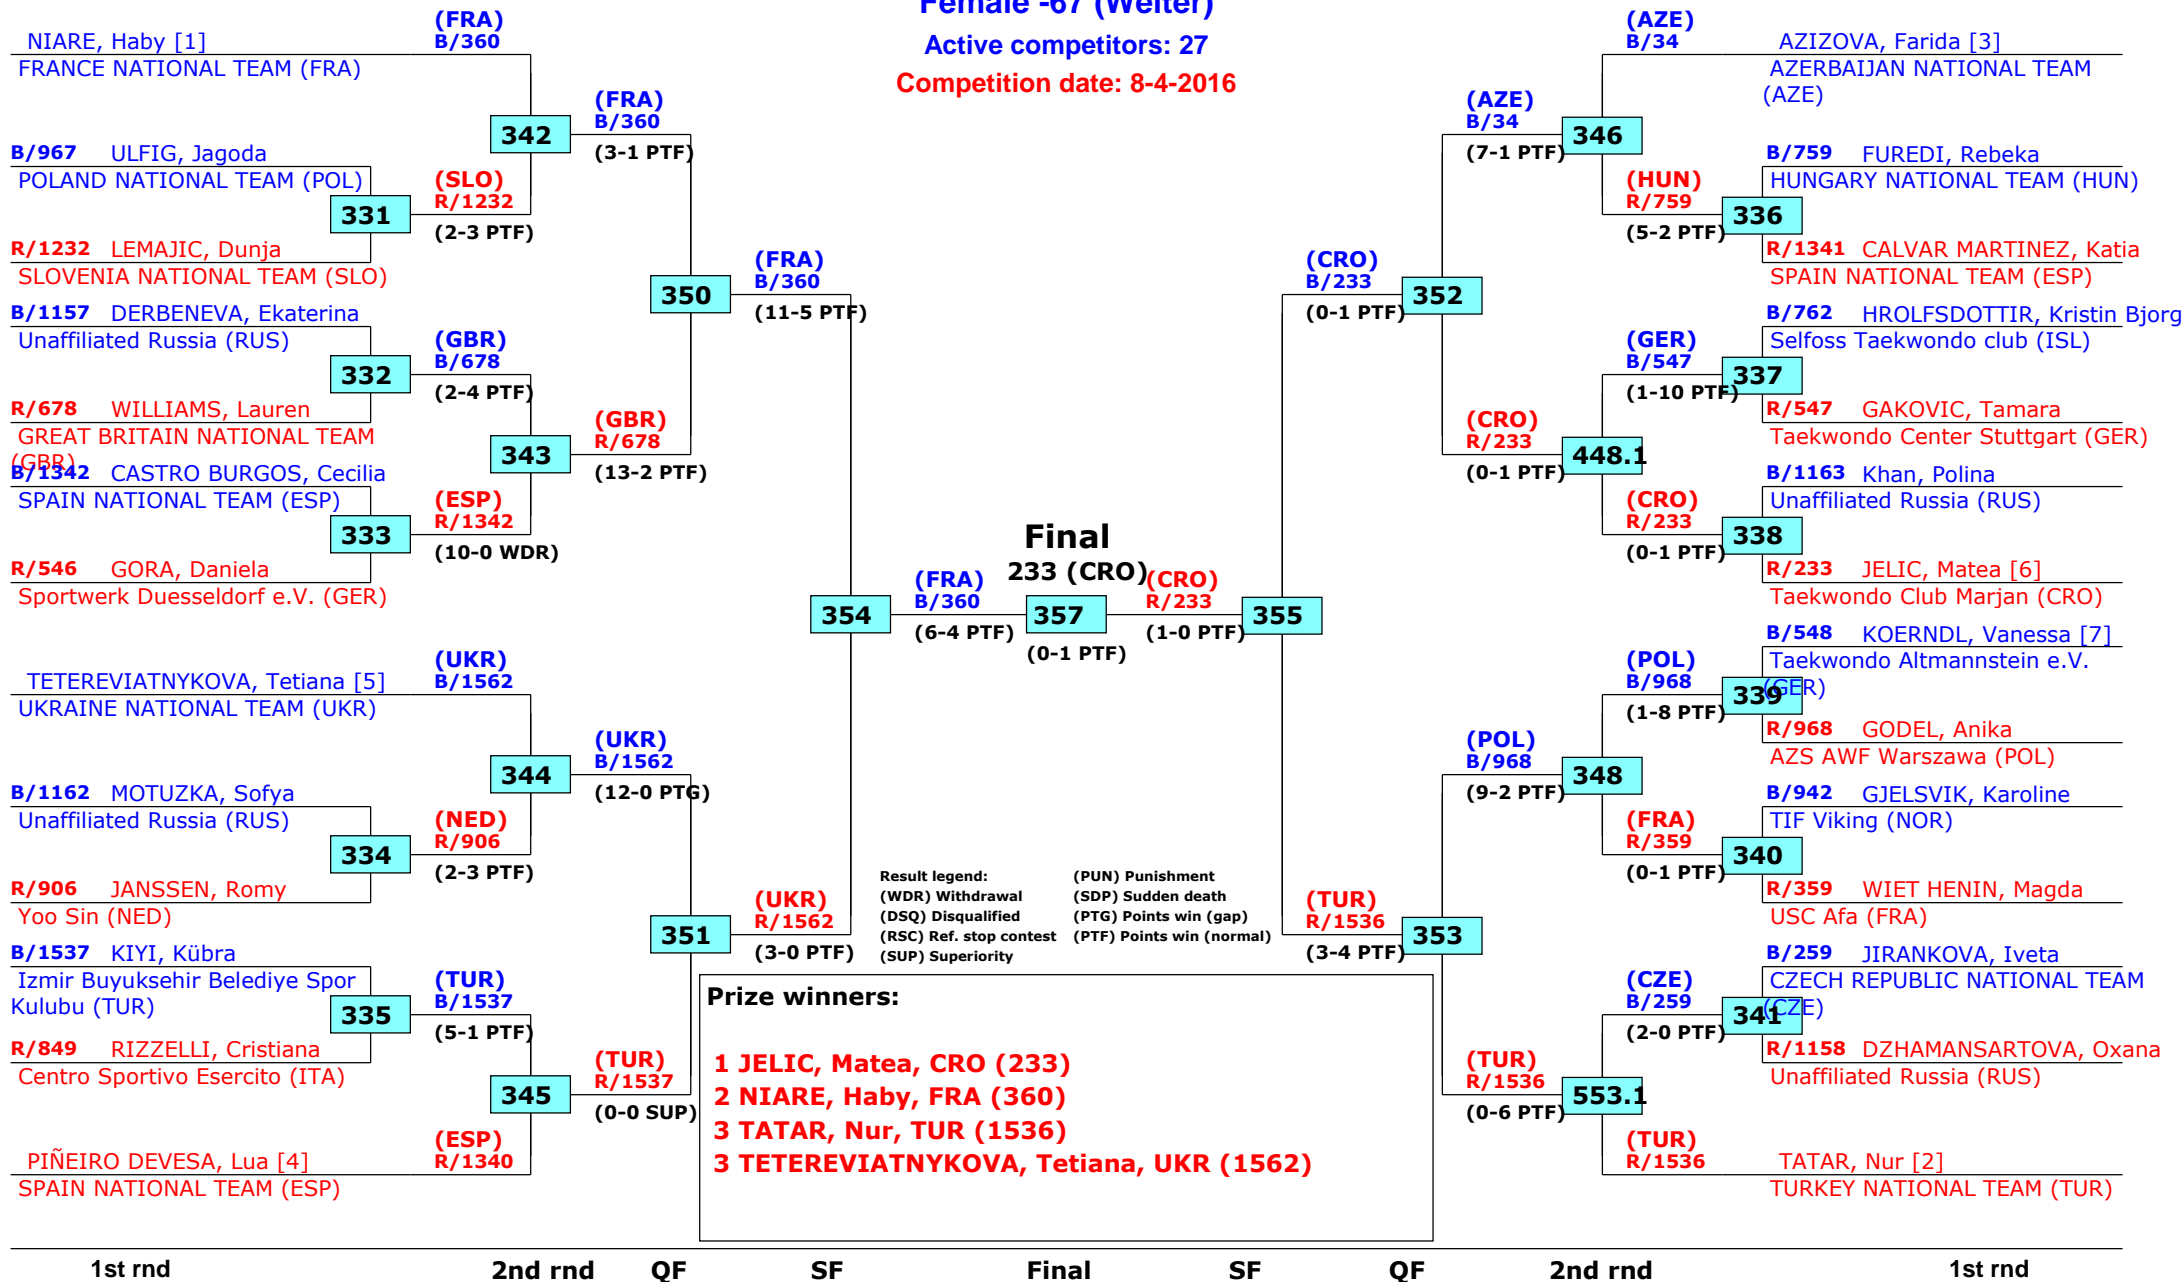 Female -67 (Welter)
Active competitors: 27
Competition date: 8-4-2016
NIARE, Haby [1]
FRANCE NATIONAL TEAM (FRA)
B/967 ULFIG, Jagoda
POLAND NATIONAL TEAM (POL)
R/1232 LEMAJIC, Dunja
SLOVENIA NATIONAL TEAM (SLO)
B/1157 DERBENEVA, Ekaterina
Unaffiliated Russia (RUS)
R/678 WILLIAMS, Lauren
GREAT BRITAIN NATIONAL TEAM
(GBR)
B/1342 CASTRO BURGOS, Cecilia
SPAIN NATIONAL TEAM (ESP)
R/546 GORA, Daniela
Sportwerk Duesseldorf e.V. (GER)
TETEREVIATNYKOVA, Tetiana [5]
UKRAINE NATIONAL TEAM (UKR)
B/1162 MOTUZKA, Sofya
Unaffiliated Russia (RUS)
R/906 JANSSEN, Romy
Yoo Sin (NED)
B/1537 KIYI, Kübra
Izmir Buyuksehir Belediye Spor
Kulubu (TUR)
R/849 RIZZELLI, Cristiana
Centro Sportivo Esercito (ITA)
PIÑEIRO DEVESA, Lua [4]
SPAIN NATIONAL TEAM (ESP)
331
332
333
334
335
(FRA)
B/360
(SLO)
R/1232
(2-3 PTF)
(GBR)
B/678
(2-4 PTF)
(ESP)
R/1342
(10-0 WDR)
(UKR)
B/1562
(NED)
R/906
(2-3 PTF)
(TUR)
B/1537
(5-1 PTF)
(ESP)
R/1340
342
343
344
345
(FRA)
B/360
(3-1 PTF)
(GBR)
R/678
(13-2 PTF)
(UKR)
B/1562
(12-0 PTG)
(TUR)
R/1537
(0-0 SUP)
350
351
(FRA)
B/360
(11-5 PTF)
(UKR)
R/1562
(3-0 PTF)
354
(FRA)
B/360
(6-4 PTF)
Final
233 (CRO)
357
(0-1 PTF)
(CRO)
R/233
(1-0 PTF)
355
(CRO)
B/233
(0-1 PTF)
(TUR)
R/1536
(3-4 PTF)
352
353
(AZE)
B/34
(7-1 PTF)
(CRO)
R/233
(0-1 PTF)
(POL)
B/968
(9-2 PTF)
(TUR)
R/1536
(0-6 PTF)
346
448.1
348
553.1
(AZE)
B/34
(HUN)
R/759
(5-2 PTF)
(GER)
B/547
(1-10 PTF)
(CRO)
R/233
(0-1 PTF)
(POL)
B/968
(1-8 PTF)
(FRA)
R/359
(0-1 PTF)
(CZE)
B/259
(2-0 PTF)
(TUR)
R/1536
336
337
338
339
340
341
AZIZOVA, Farida [3]
AZERBAIJAN NATIONAL TEAM
(AZE)
B/759 FUREDI, Rebeka
HUNGARY NATIONAL TEAM (HUN)
R/1341 CALVAR MARTINEZ, Katia
SPAIN NATIONAL TEAM (ESP)
B/762 HROLFSDOTTIR, Kristin Bjorg
Selfoss Taekwondo club (ISL)
R/547 GAKOVIC, Tamara
Taekwondo Center Stuttgart (GER)
B/1163 Khan, Polina
Unaffiliated Russia (RUS)
R/233 JELIC, Matea [6]
Taekwondo Club Marjan (CRO)
B/548 KOERNDL, Vanessa [7]
Taekwondo Altmannstein e.V.
(GER)
R/968 GODEL, Anika
AZS AWF Warszawa (POL)
B/942 GJELSVIK, Karoline
TIF Viking (NOR)
R/359 WIET HENIN, Magda
USC Afa (FRA)
B/259 JIRANKOVA, Iveta
CZECH REPUBLIC NATIONAL TEAM
(CZE)
R/1158 DZHAMANSARTOVA, Oxana
Unaffiliated Russia (RUS)
TATAR, Nur [2]
TURKEY NATIONAL TEAM (TUR)
Result legend:
(WDR) Withdrawal
(DSQ) Disqualified
(RSC) Ref. stop contest
(SUP) Superiority
(PUN) Punishment
(SDP) Sudden death
(PTG) Points win (gap)
(PTF) Points win (normal)
Prize winners:
1 JELIC, Matea, CRO (233)
2 NIARE, Haby, FRA (360)
3 TATAR, Nur, TUR (1536)
3 TETEREVIATNYKOVA, Tetiana, UKR (1562)
1st rnd 2nd rnd QF SF Final SF QF 2nd rnd 1st rnd